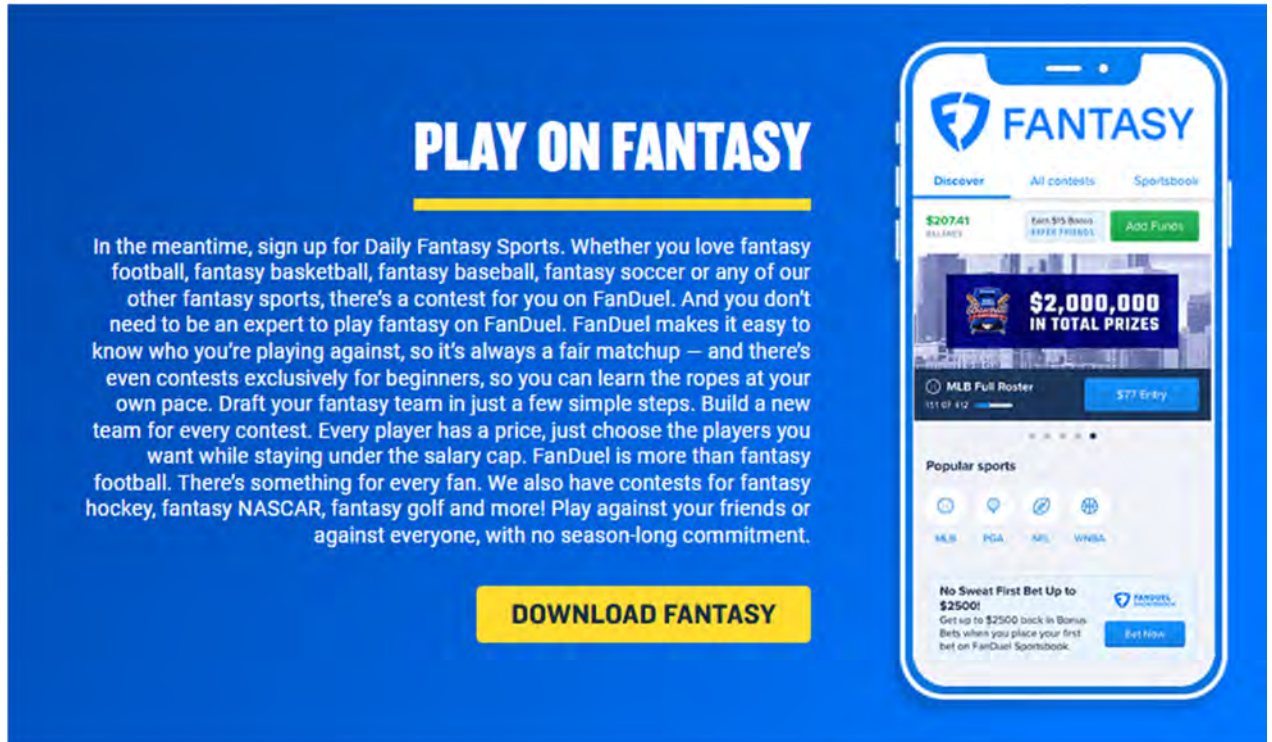 PLAY ON FANTASY
In the meantime, sign up for Daily Fantasy Sports. Whether you love fantasy
football, fantasy basketball, fantasy baseball, fantasy soccer or any of our
other fantasy sports, there's a contest for you on FanDuel. And you don't
need to be an expert to play fantasy on FanDuel. FanDuel makes it easy to
know who you're playing against, so it's always a fair matchup — and there's
even contests exclusively for beginners, so you can learn the ropes at your
own pace. Draft your fantasy team in just a few simple steps. Build a new
team for every contest. Every player has a price, just choose the players you
want while staying under the salary cap. FanDuel is more than fantasy
football. There's something for every fan. We also have contests for fantasy
hockey, fantasy NASCAR, fantasy golf and more! Play against your friends or
against everyone, with no season-long commitment.
DOWNLOAD FANTASY
FANTASY
Discover All contests Sportsbook
$207.41 Earn $15 Bonus Add Funds
BALANCE REFER FRIENDS
Baseball
$2,000,000
IN TOTAL PRIZES
MLB Full Roster
$77 Entry
Popular sports
MLB PGA NFL WNBA
No Sweat First Bet Up to
$2500!
Get up to $2500 back in Bonus
Bets when you place your first
bet on FanDuel Sportsbook.
FANDUEL
SPORTSBOOK
Bet Now